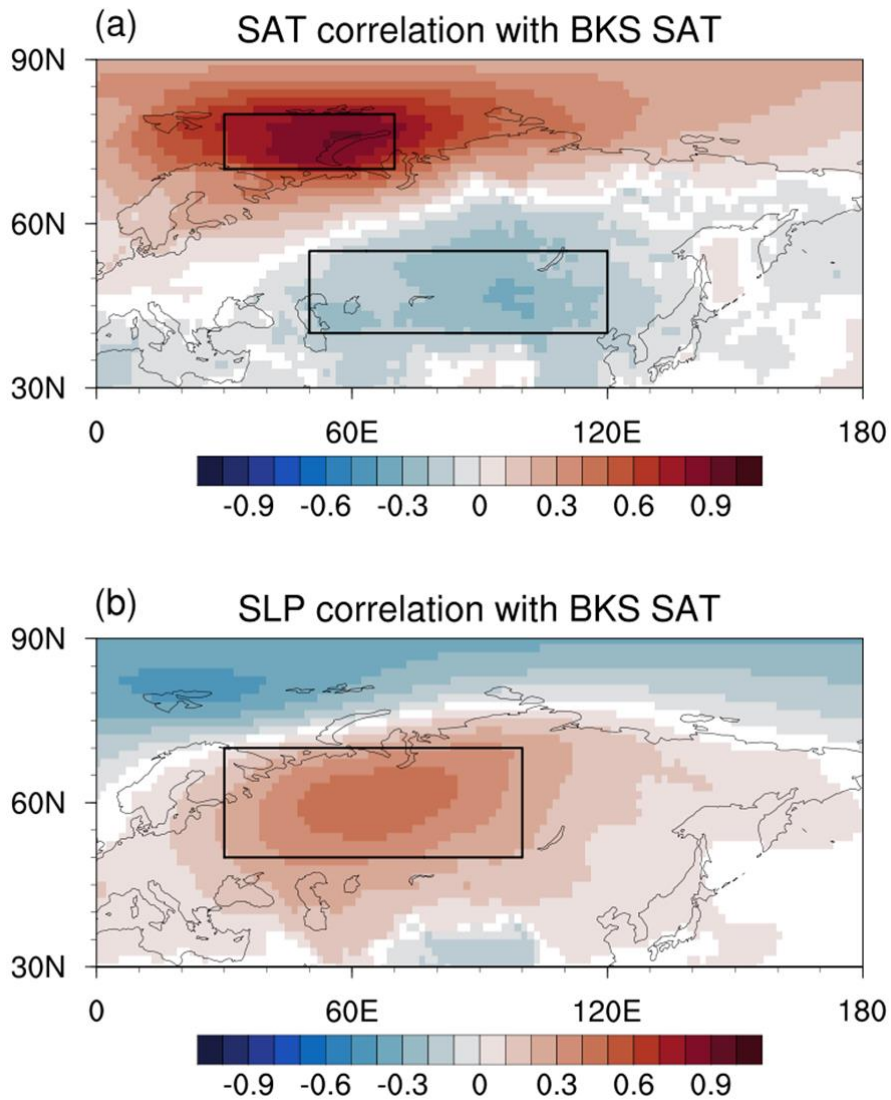 (a) SAT correlation with BKS SAT
90N
60N
30N
0 60E 120E 180
-0.9 -0.6 -0.3 0 0.3 0.6 0.9
(b) SLP correlation with BKS SAT
90N
60N
30N
0 60E 120E 180
-0.9 -0.6 -0.3 0 0.3 0.6 0.9